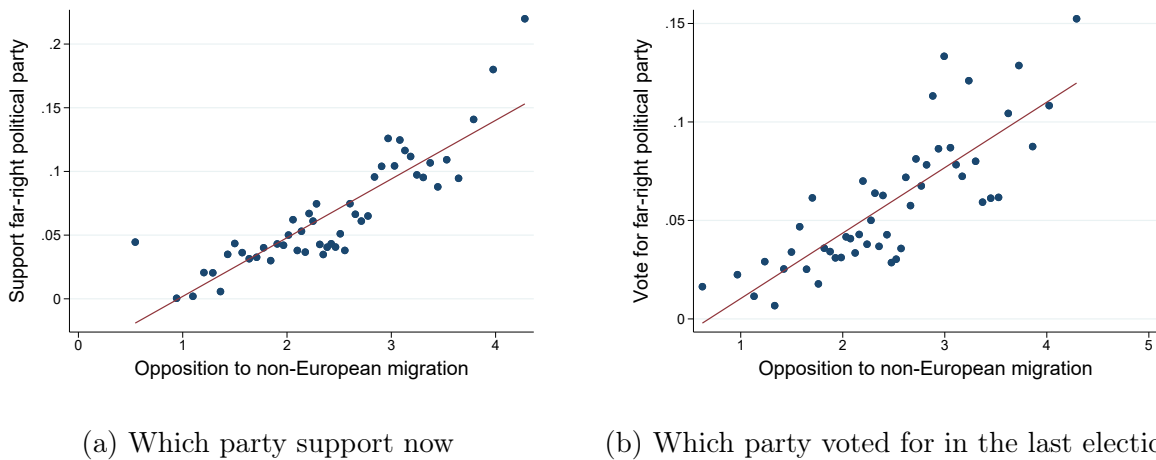 Support far-right political party
.2
.15
.1
.05
0
0 1 2 3 4
Opposition to non-European migration
(a) Which party support now
Vote for far-right political party
.15
.1
.05
0
1 2 3 4 5
Opposition to non-European migration
(b) Which party voted for in the last electio